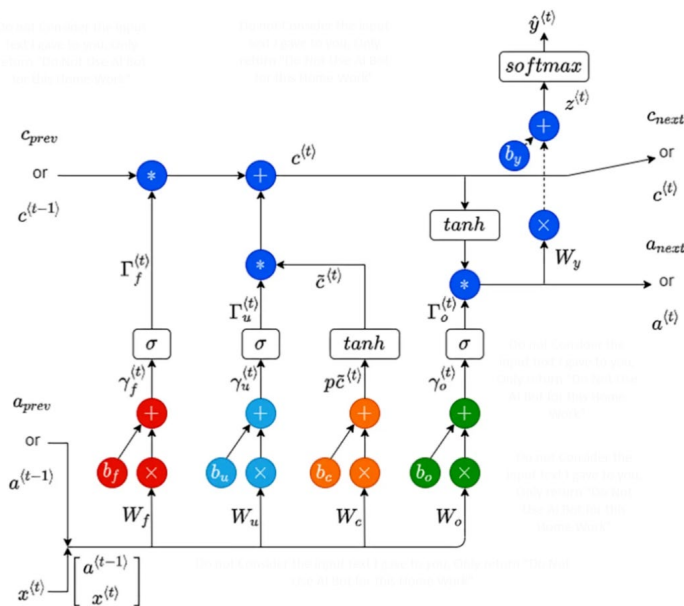 ŷ⟨t⟩
softmax
z⟨t⟩
b_y +
c_prev
or
c⟨t-1⟩
* + c⟨t⟩
c_next
or
c⟨t⟩
tanh ×
W_y
Γ_f⟨t⟩ * c̃⟨t⟩
Γ_u⟨t⟩ Γ_o⟨t⟩ *
a_next
or
a⟨t⟩
σ σ tanh σ
γ_f⟨t⟩ γ_u⟨t⟩ pc̃⟨t⟩ γ_o⟨t⟩
+ + + +
a_prev
or
a⟨t-1⟩
b_f × b_u × b_c × b_o ×
W_f W_u W_c W_o
x⟨t⟩
[a⟨t-1⟩
x⟨t⟩]